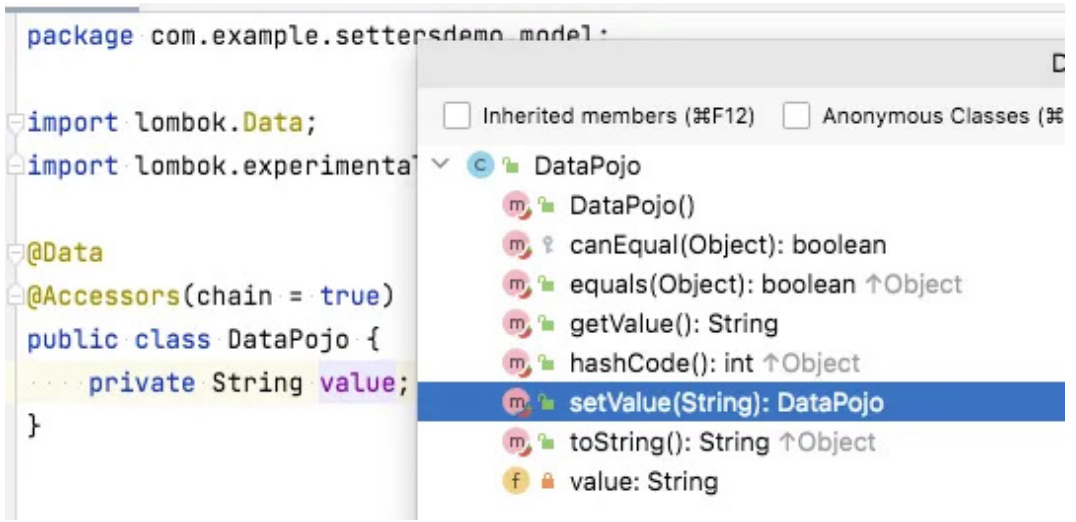 package com.example.settersdemo.model;
import lombok.Data;
import lombok.experimental
@Data
@Accessors(chain = true)
public class DataPojo {
private String value;
}
D
Inherited members (⌘F12) Anonymous Classes (⌘
C DataPojo
m DataPojo()
m canEqual(Object): boolean
m equals(Object): boolean ↑Object
m getValue(): String
m hashCode(): int ↑Object
m setValue(String): DataPojo
m toString(): String ↑Object
f value: String